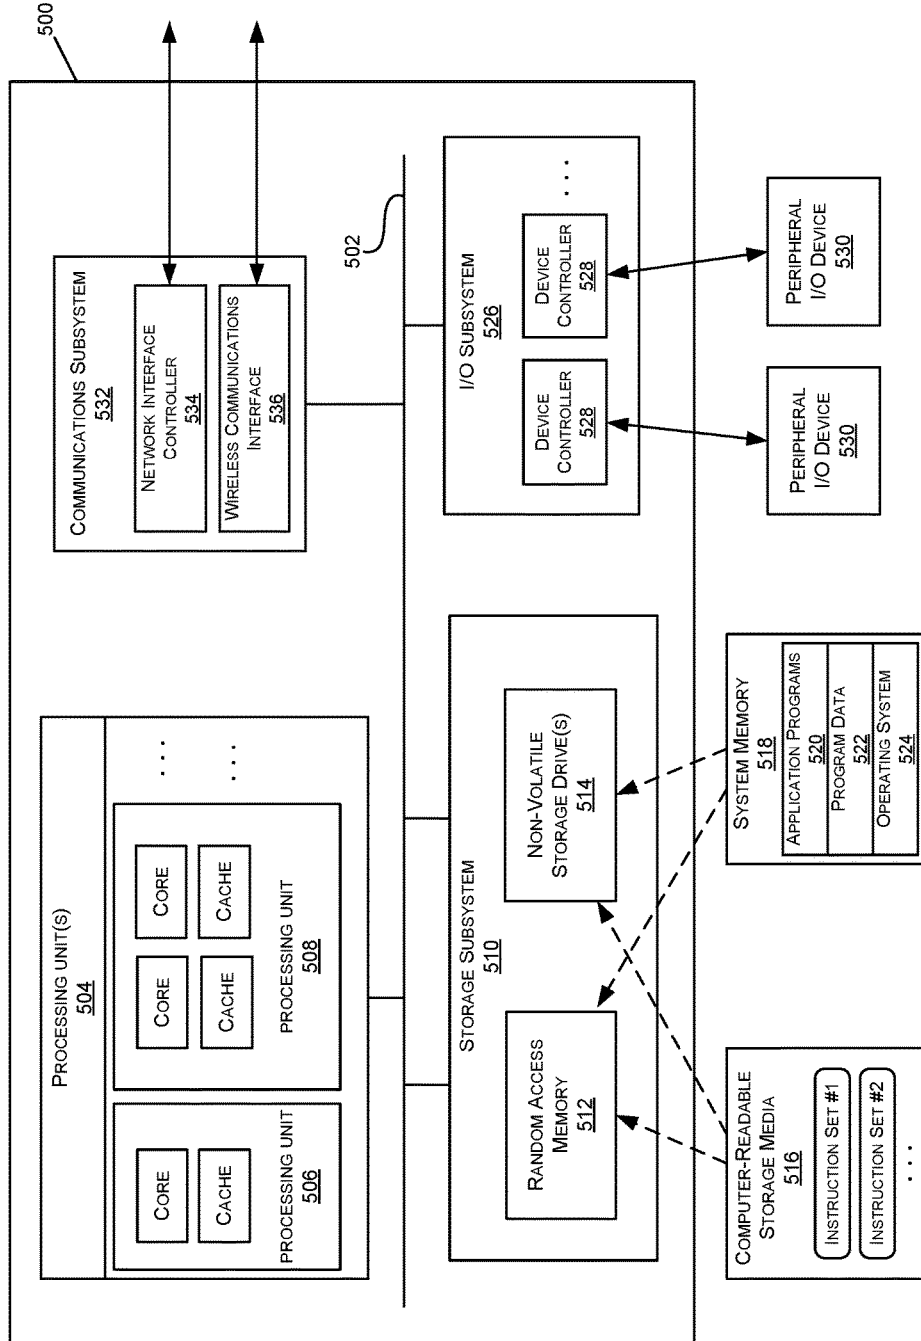 500
PROCESSING UNIT(S)
504
CORE
CACHE
PROCESSING UNIT
506
CORE
CORE
CACHE
CACHE
PROCESSING UNIT
508
. . .
. . .
COMMUNICATIONS SUBSYSTEM
532
NETWORK INTERFACE
CONTROLLER
534
WIRELESS COMMUNICATIONS
INTERFACE
536
502
STORAGE SUBSYSTEM
510
RANDOM ACCESS
MEMORY
512
NON-VOLATILE
STORAGE DRIVE(S)
514
I/O SUBSYSTEM
526
DEVICE
CONTROLLER
528
DEVICE
CONTROLLER
528
. . .
COMPUTER-READABLE
STORAGE MEDIA
516
INSTRUCTION SET #1
INSTRUCTION SET #2
. . .
SYSTEM MEMORY
518
APPLICATION PROGRAMS
520
PROGRAM DATA
522
OPERATING SYSTEM
524
PERIPHERAL
I/O DEVICE
530
PERIPHERAL
I/O DEVICE
530